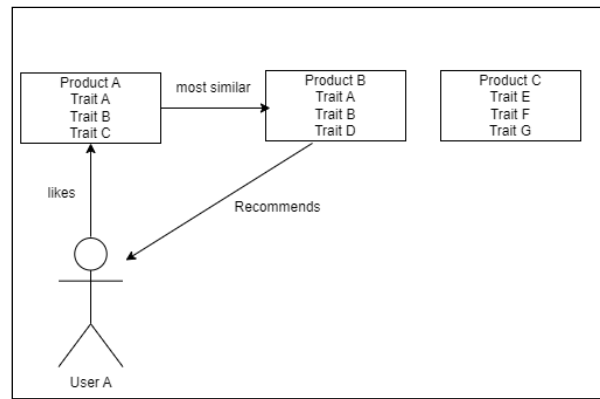 Product A
Trait A
Trait B
Trait C
most similar
Product B
Trait A
Trait B
Trait D
Product C
Trait E
Trait F
Trait G
likes
Recommends
User A